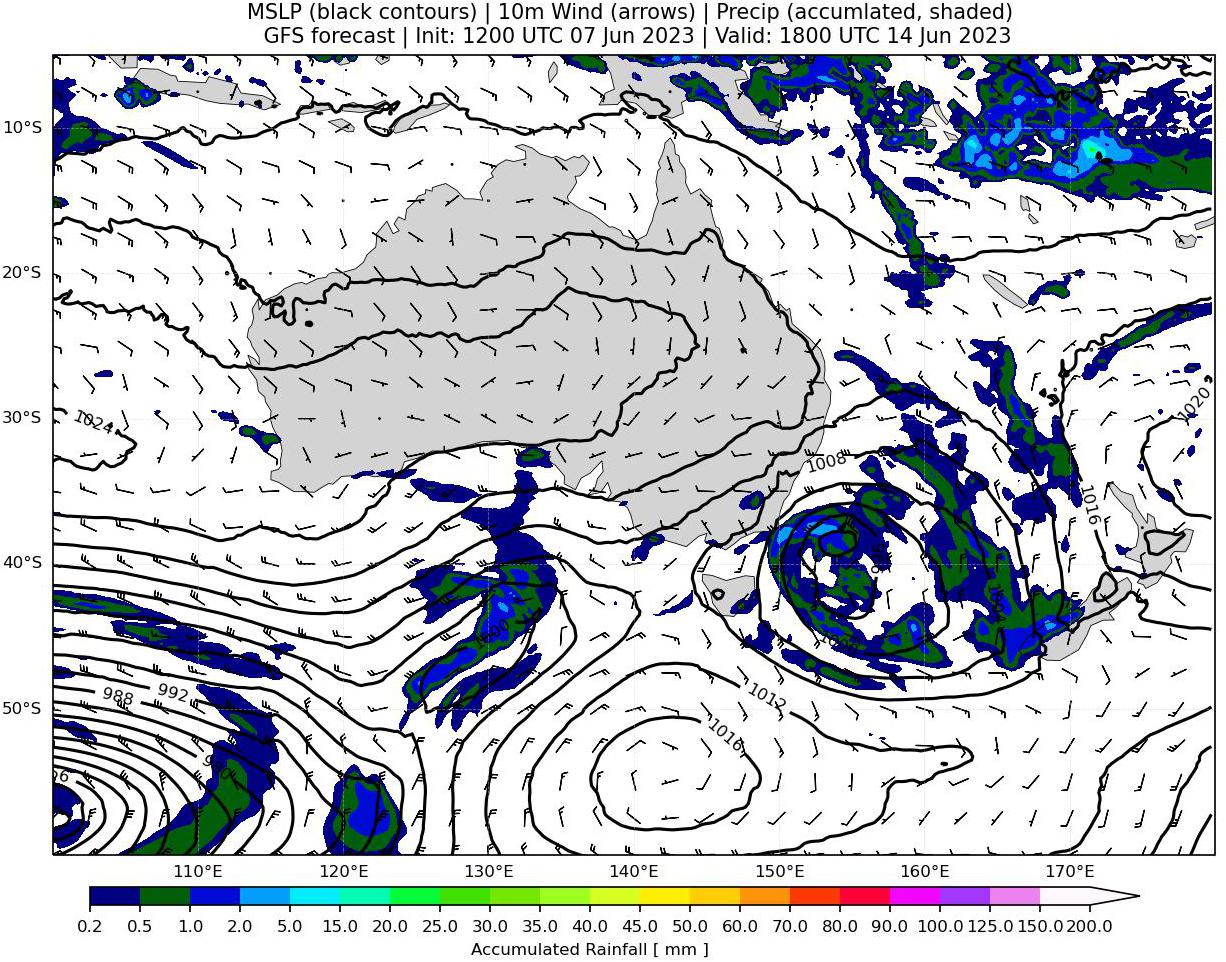 MSLP (black contours) | 10m Wind (arrows) | Precip (accumlated, shaded)
GFS forecast | Init: 1200 UTC 07 Jun 2023 | Valid: 1800 UTC 14 Jun 2023
10°S
20°S
1020
1024
30°S
1008
1016
40°S
1004
1000
988
992
1012
50°S
1016
980
110°E
120°E
130°E
140°E
150°E
160°E
170°E
0.2
0.5
1.0
2.0
5.0
10.0
15.0
20.0
25.0
30.0
35.0
40.0
45.0
50.0
60.0
70.0
80.0
90.0
100.0
125.0
150.0
200.0
Accumulated Rainfall [ mm ]